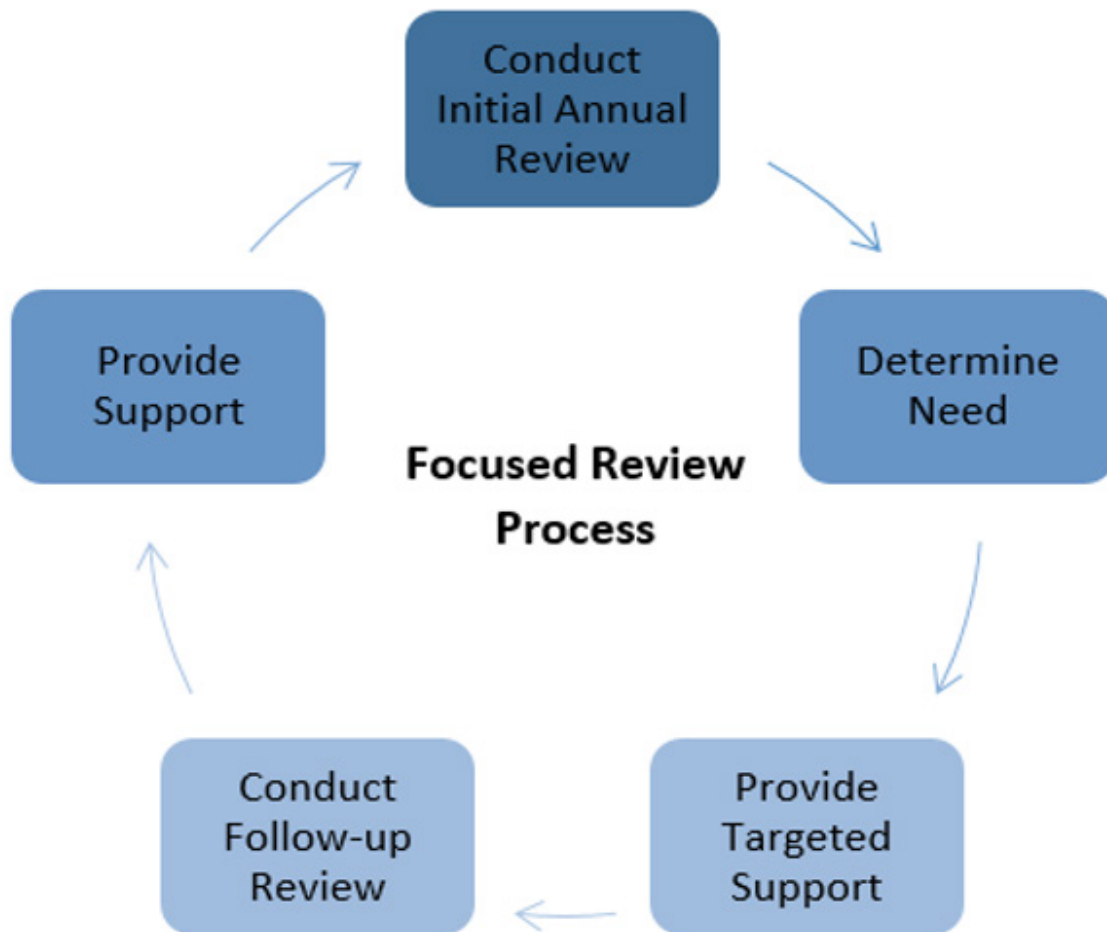 Conduct
Initial Annual
Review
Determine
Need
Provide
Targeted
Support
Conduct
Follow-up
Review
Provide
Support
Focused Review
Process